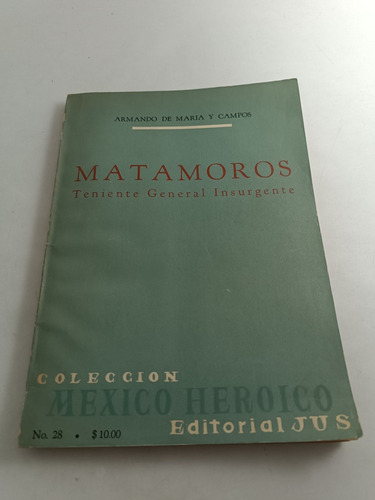 ARMANDO DE MARIA Y CAMPOS
MATAMOROS
Teniente General Insurgente
COLECCION
MEXICO HEROICO
Editorial JUS
No. 28 • $10.00